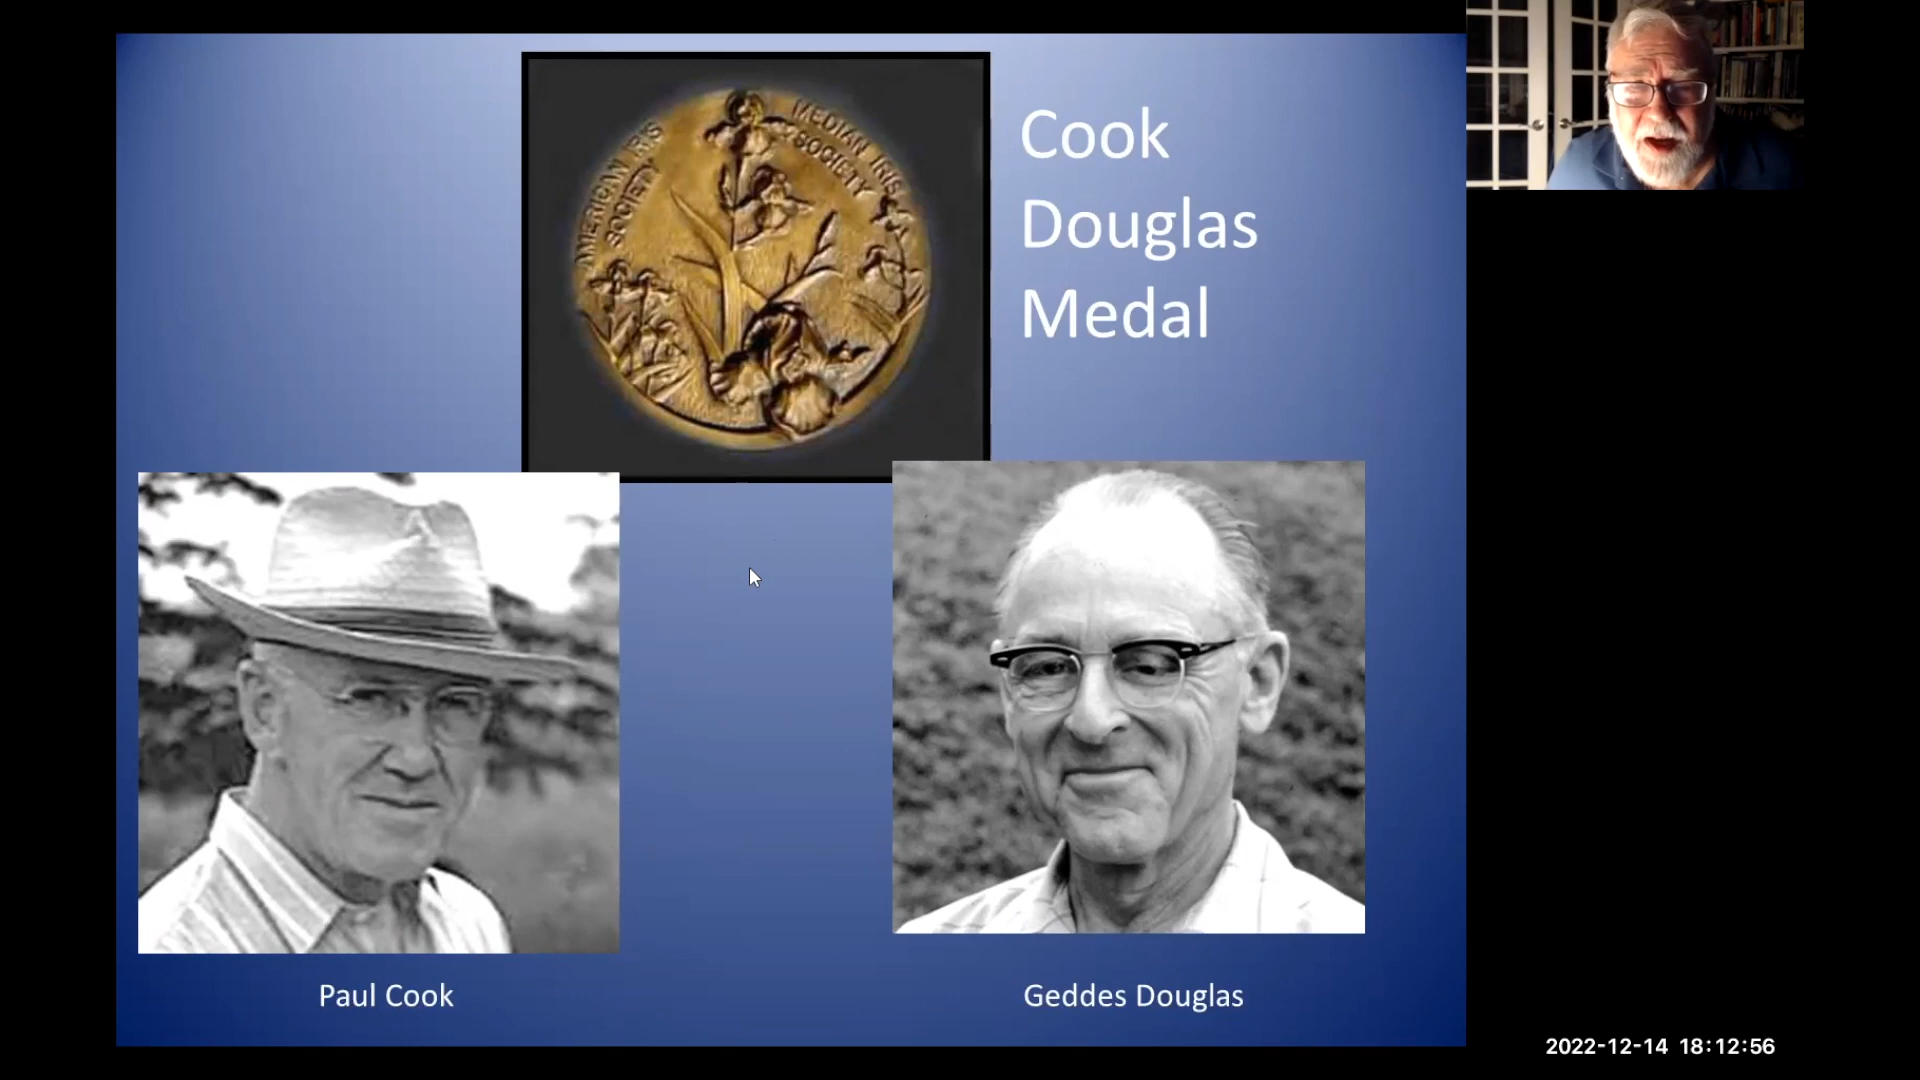 AMERICAN IRIS
SOCIETY
MEDIAN IRIS
SOCIETY
Cook
Douglas
Medal
Paul Cook
Geddes Douglas
2022-12-14 18:12:56